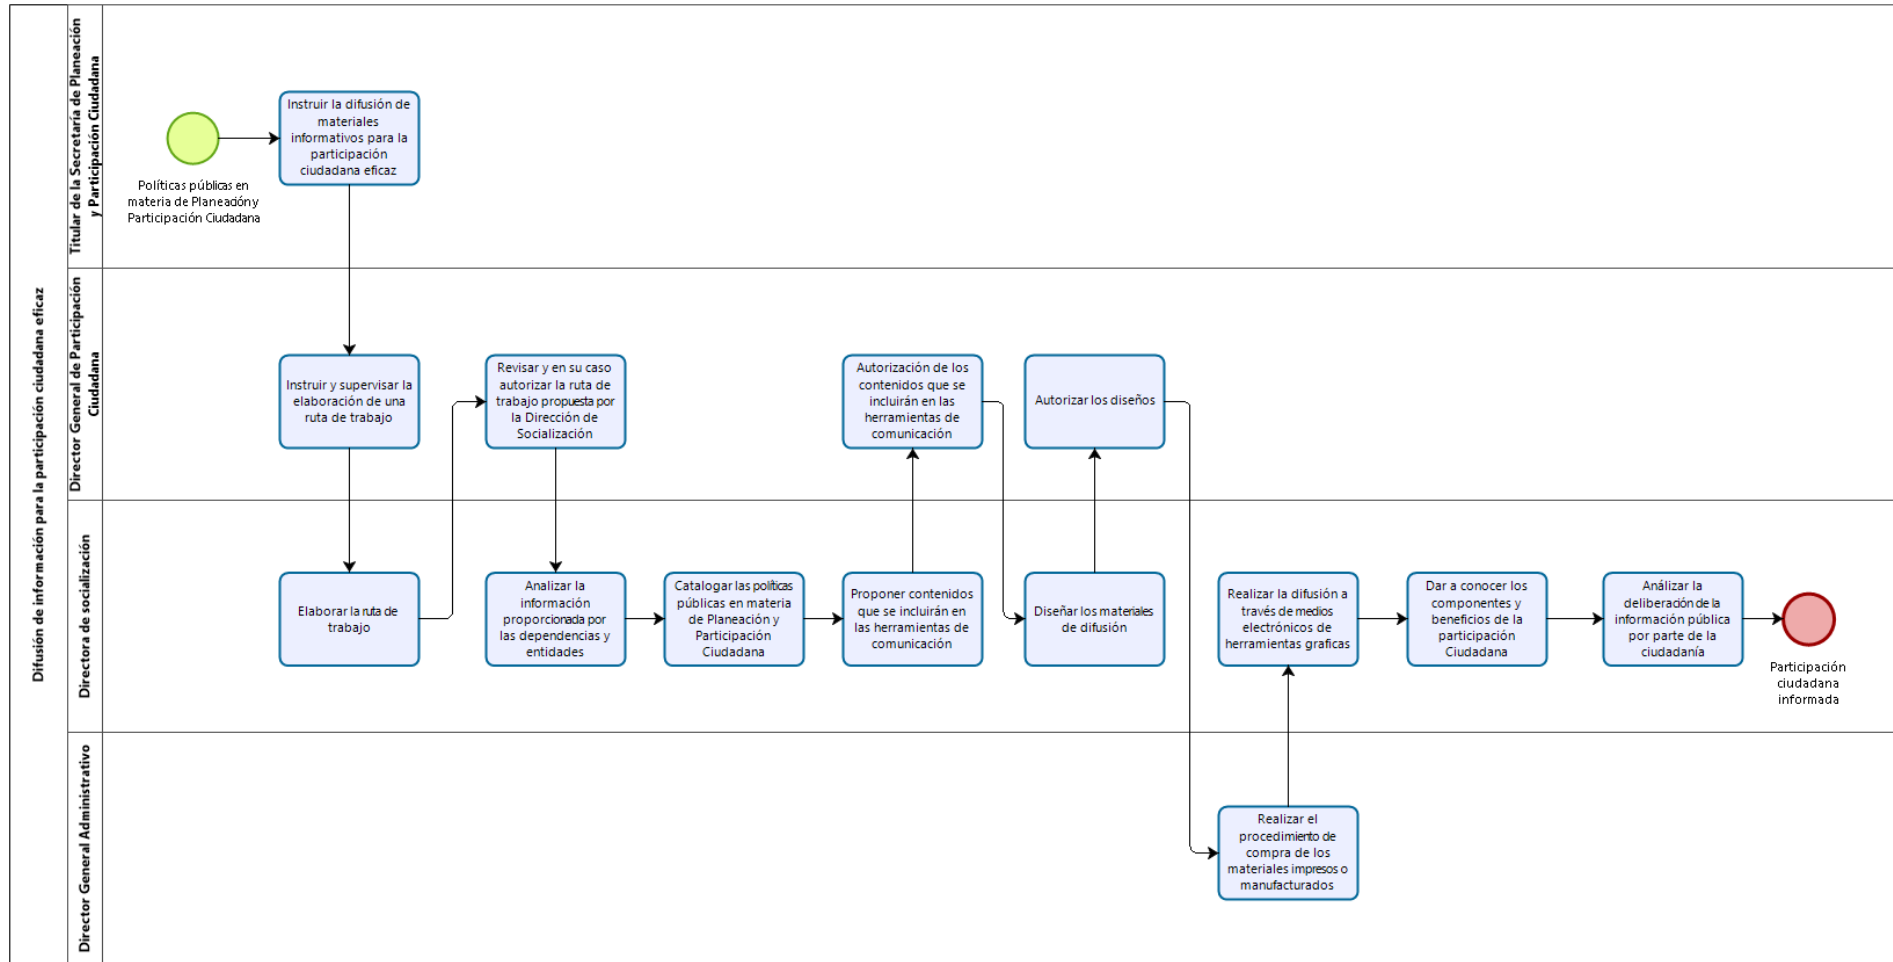 Difusión de información para la participación ciudadana eficaz
Titular de la Secretaría de Planeación
y Participación Ciudadana
Políticas públicas en
materia de Planeación y
Participación Ciudadana
Instruir la difusión de
materiales
informativos para la
participación
ciudadana eficaz
Director General de Participación
Ciudadana
Instruir y supervisar la
elaboración de una
ruta de trabajo
Revisar y en su caso
autorizar la ruta de
trabajo propuesta por
la Dirección de
Socialización
Autorización de los
contenidos que se
incluirán en las
herramientas de
comunicación
Autorizar los diseños
Directora de socialización
Elaborar la ruta de
trabajo
Analizar la
información
proporcionada por
las dependencias y
entidades
Catalogar las políticas
públicas en materia
de Planeación y
Participación
Ciudadana
Proponer contenidos
que se incluirán en
las herramientas de
comunicación
Diseñar los materiales
de difusión
Realizar la difusión a
través de medios
electrónicos de
herramientas graficas
Dar a conocer los
componentes y
beneficios de la
participación
Ciudadana
Análizar la
deliberación de la
información pública
por parte de la
ciudadanía
Participación
ciudadana
informada
Director General Administrativo
Realizar el
procedimiento de
compra de los
materiales impresos o
manufacturados